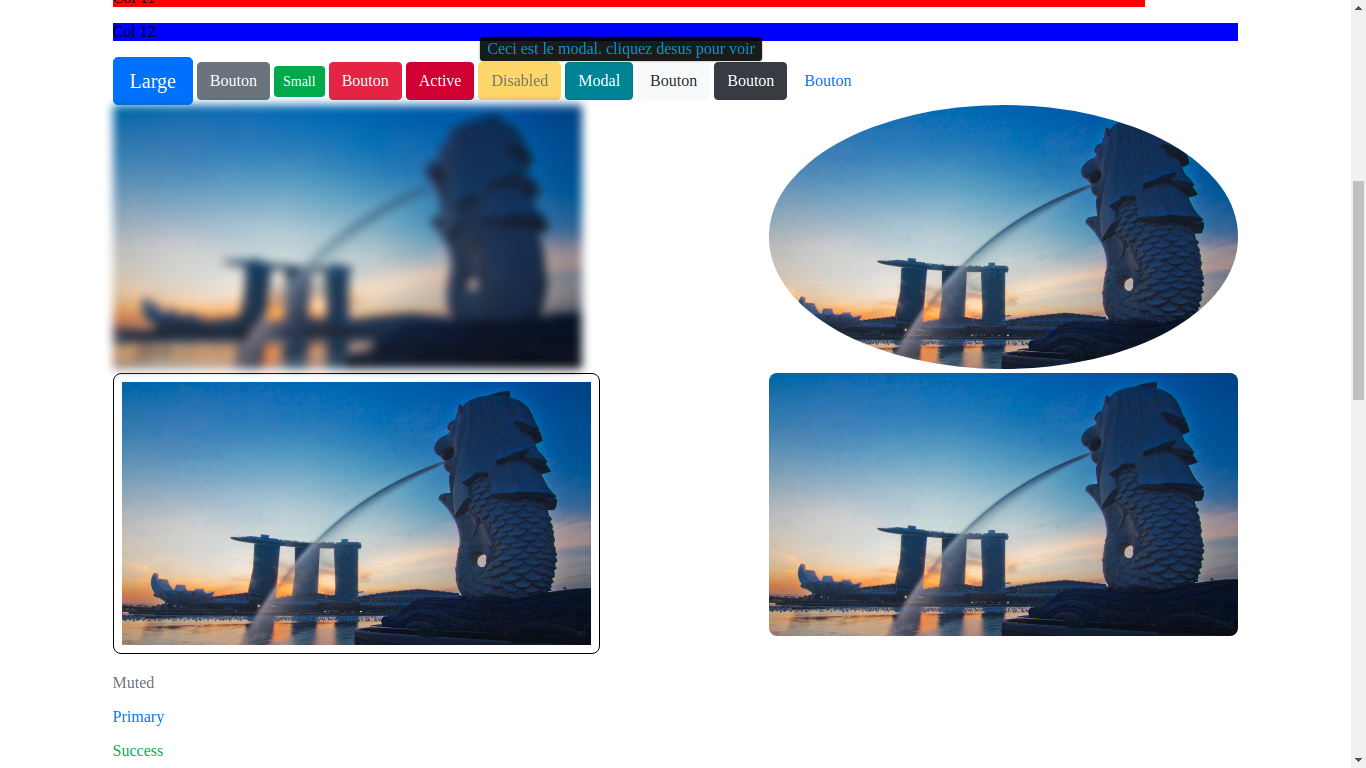 Col 11
Col 12
Ceci est le modal. cliquez desus pour voir
Large Bouton Small Bouton Active Disabled Modal Bouton Bouton Bouton
Muted
Primary
Success